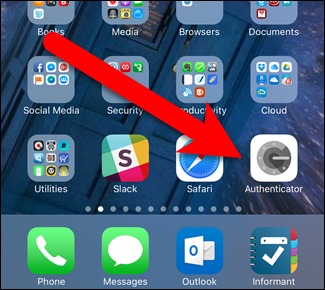 Books Media Browsers Documents
Social Media Security Productivity Cloud
Utilities Slack Safari Authenticator
Phone Messages Outlook Informant